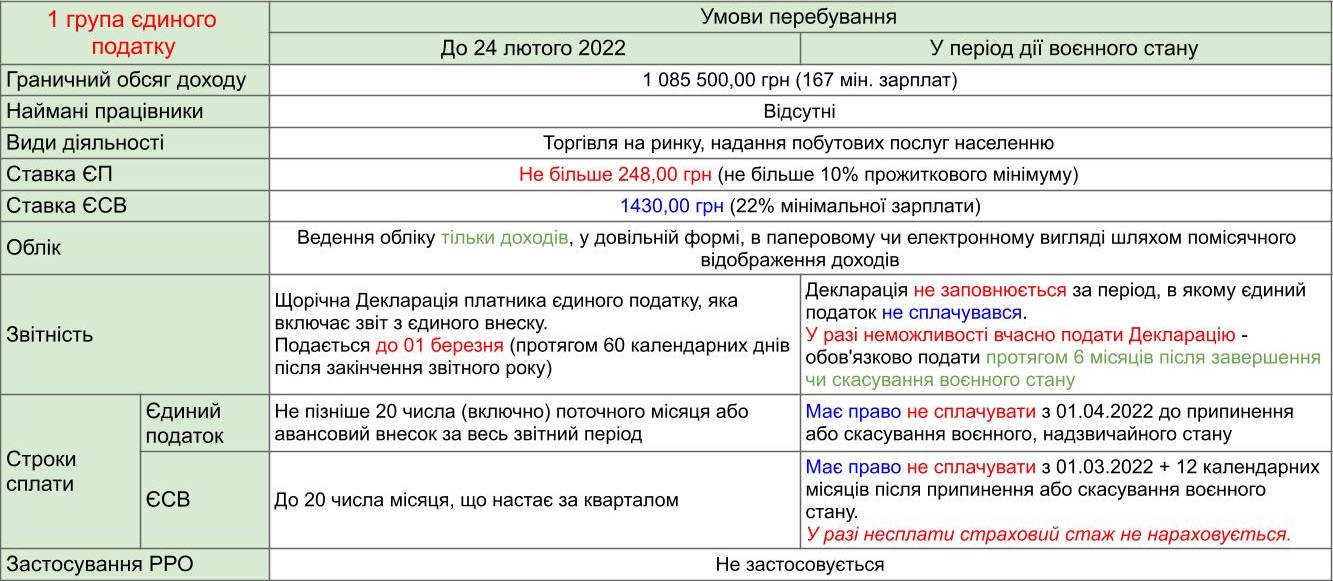 1 група єдиного
податку
Умови перебування
До 24 лютого 2022
У період дії воєнного стану
Граничний обсяг доходу
1 085 500,00 грн (167 мін. зарплат)
Наймані працівники
Відсутні
Види діяльності
Торгівля на ринку, надання побутових послуг населенню
Ставка ЄП
Не більше 248,00 грн (не більше 10% прожиткового мінімуму)
Ставка ЄСВ
1430,00 грн (22% мінімальної зарплати)
Облік
Ведення обліку тільки доходів, у довільній формі, в паперовому чи електронному вигляді шляхом помісячного
відображення доходів
Звітність
Щорічна Декларація платника єдиного податку, яка
включає звіт з єдиного внеску.
Подається до 01 березня (протягом 60 календарних днів
після закінчення звітного року)
Декларація не заповнюється за період, в якому єдиний
податок не сплачувався.
У разі неможливості вчасно подати Декларацію -
обов'язково подати протягом 6 місяців після завершення
чи скасування воєнного стану
Строки
сплати
Єдиний
податок
Не пізніше 20 числа (включно) поточного місяця або
авансовий внесок за весь звітний період
Має право не сплачувати з 01.04.2022 до припинення
або скасування воєнного, надзвичайного стану
ЄСВ
До 20 числа місяця, що настає за кварталом
Має право не сплачувати з 01.03.2022 + 12 календарних
місяців після припинення або скасування воєнного
стану.
У разі несплати страховий стаж не нараховується.
Застосування РРО
Не застосовується